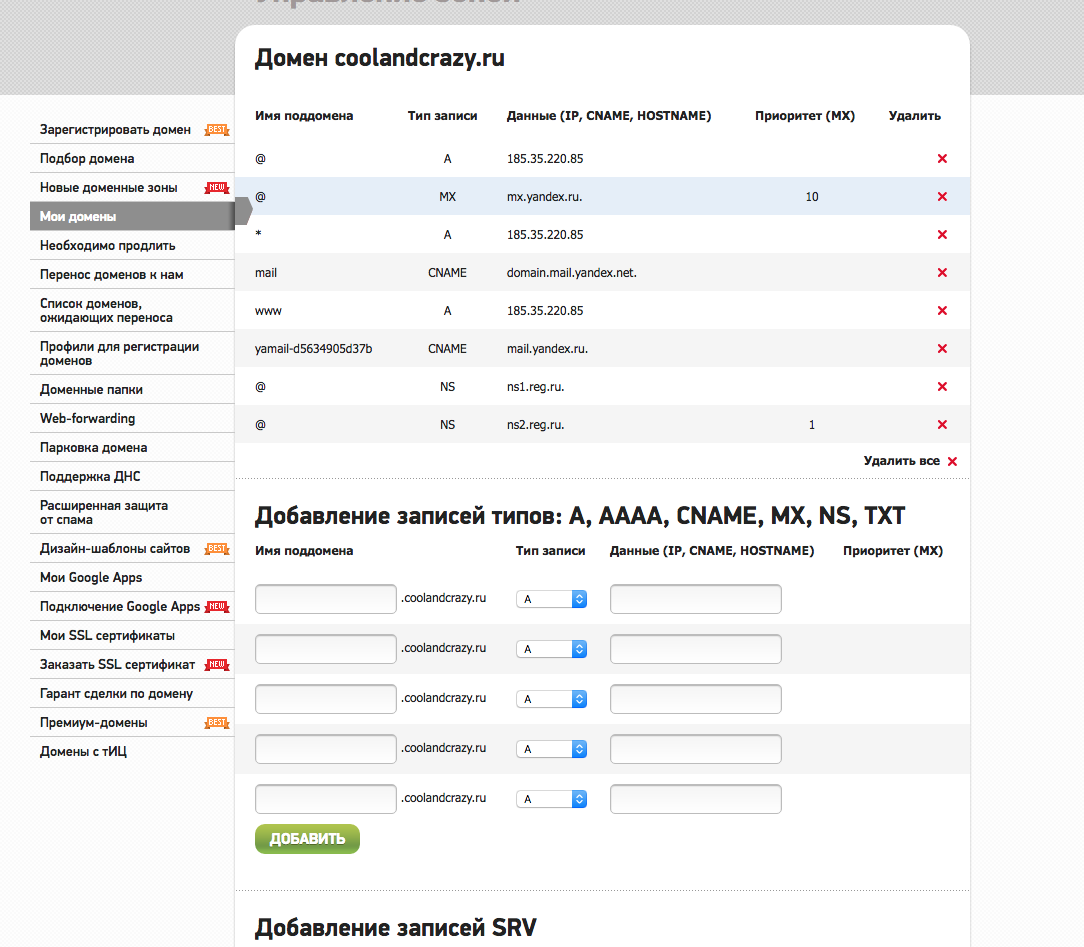 Управление зоной
Домен coolandcrazy.ru
Имя поддомена Тип записи Данные (IP, CNAME, HOSTNAME) Приоритет (MX) Удалить
@ A 185.35.220.85
@ MX mx.yandex.ru. 10
* A 185.35.220.85
mail CNAME domain.mail.yandex.net.
www A 185.35.220.85
yamail-d5634905d37b CNAME mail.yandex.ru.
@ NS ns1.reg.ru.
@ NS ns2.reg.ru. 1
Удалить все
Зарегистрировать домен BEST
Подбор домена
Новые доменные зоны NEW
Мои домены
Необходимо продлить
Перенос доменов к нам
Список доменов,
ожидающих переноса
Профили для регистрации
доменов
Доменные папки
Web-forwarding
Парковка домена
Поддержка ДНС
Расширенная защита
от спама
Дизайн-шаблоны сайтов BEST
Мои Google Apps
Подключение Google Apps NEW
Мои SSL сертификаты
Заказать SSL сертификат NEW
Гарант сделки по домену
Премиум-домены BEST
Домены с тИЦ
Добавление записей типов: A, AAAA, CNAME, MX, NS, TXT
Имя поддомена Тип записи Данные (IP, CNAME, HOSTNAME) Приоритет (MX)
.coolandcrazy.ru A
.coolandcrazy.ru A
.coolandcrazy.ru A
.coolandcrazy.ru A
.coolandcrazy.ru A
ДОБАВИТЬ
Добавление записей SRV